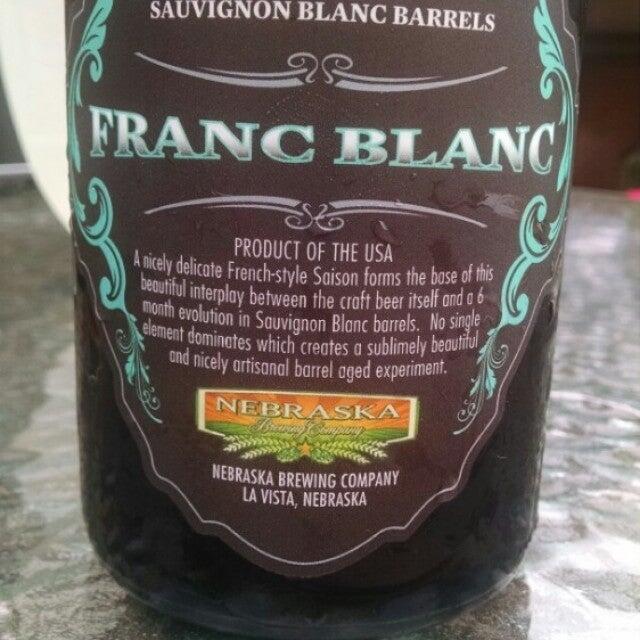 SAUVIGNON BLANC BARRELS
FRANC BLANC
PRODUCT OF THE USA
A nicely delicate French-style Saison forms the base of this
beautiful interplay between the craft beer itself and a 6
month evolution in Sauvignon Blanc barrels. No single
element dominates which creates a sublimely beautiful
and nicely artisanal barrel aged experiment.
NEBRASKA
Brewing Company
NEBRASKA BREWING COMPANY
LA VISTA, NEBRASKA